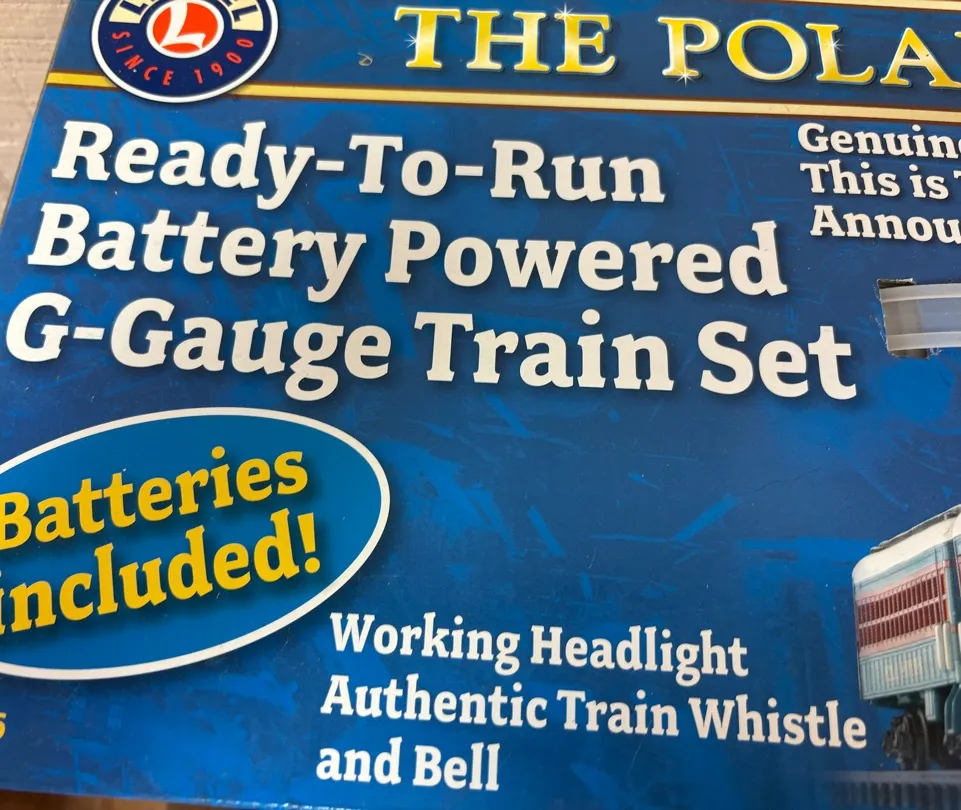 SINCE 1900
THE POLA
Ready-To-Run
Battery Powered
G-Gauge Train Set
Genuin
This is
Annou
Batteries
included!
Working Headlight
Authentic Train Whistle
and Bell